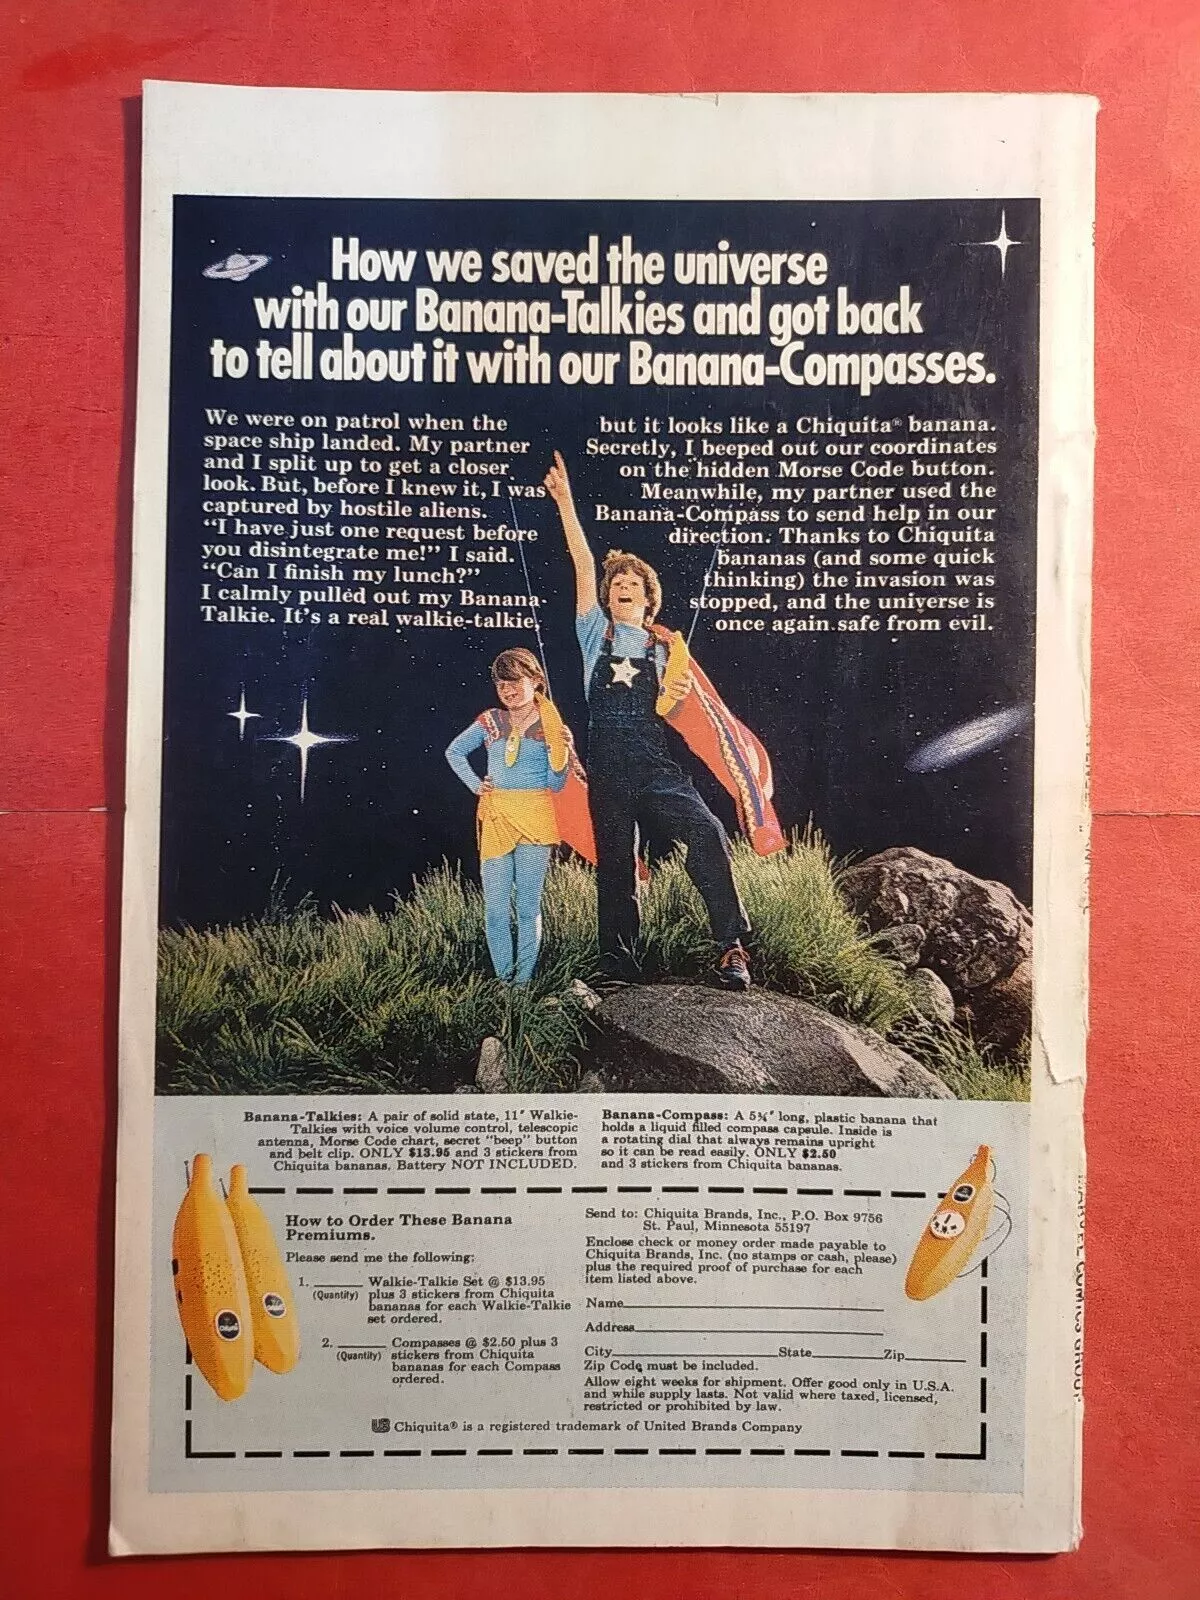 How we saved the universe
with our Banana-Talkies and got back
to tell about it with our Banana-Compasses.
We were on patrol when the
space ship landed. My partner
and I split up to get a closer
look. But, before I knew it, I was
captured by hostile aliens.
“I have just one request before
you disintegrate me!” I said.
“Can I finish my lunch?”
I calmly pulled out my Banana-
Talkie. It's a real walkie-talkie,
but it looks like a Chiquita® banana.
Secretly, I beeped out our coordinates
on the hidden Morse Code button.
Meanwhile, my partner used the
Banana-Compass to send help in our
direction. Thanks to Chiquita
bananas (and some quick
thinking) the invasion was
stopped, and the universe is
once again safe from evil.
Banana-Talkies: A pair of solid state, 11" Walkie-
Talkies with voice volume control, telescopic
antenna, Morse Code chart, secret "beep" button
and belt clip. ONLY $13.95 and 3 stickers from
Chiquita bananas. Battery NOT INCLUDED.
Banana-Compass: A 5¾" long, plastic banana that
holds a liquid filled compass capsule. Inside is
a rotating dial that always remains upright
so it can be read easily. ONLY $2.50
and 3 stickers from Chiquita bananas.
How to Order These Banana
Premiums.
Please send me the following:
1. ______ Walkie-Talkie Set @ $13.95
(Quantity) plus 3 stickers from Chiquita
bananas for each Walkie-Talkie
set ordered.
2. ______ Compasses @ $2.50 plus 3
(Quantity) stickers from Chiquita
bananas for each Compass
ordered.
Send to: Chiquita Brands, Inc., P.O. Box 9756
St. Paul, Minnesota 55197
Enclose check or money order made payable to
Chiquita Brands, Inc. (no stamps or cash, please)
plus the required proof of purchase for each
item listed above.
Name
Address
City State Zip
Zip Code must be included.
Allow eight weeks for shipment. Offer good only in U.S.A.
and while supply lasts. Not valid where taxed, licensed,
restricted or prohibited by law.
Chiquita® is a registered trademark of United Brands Company
Chiquita
MARVEL COMICS GROUP